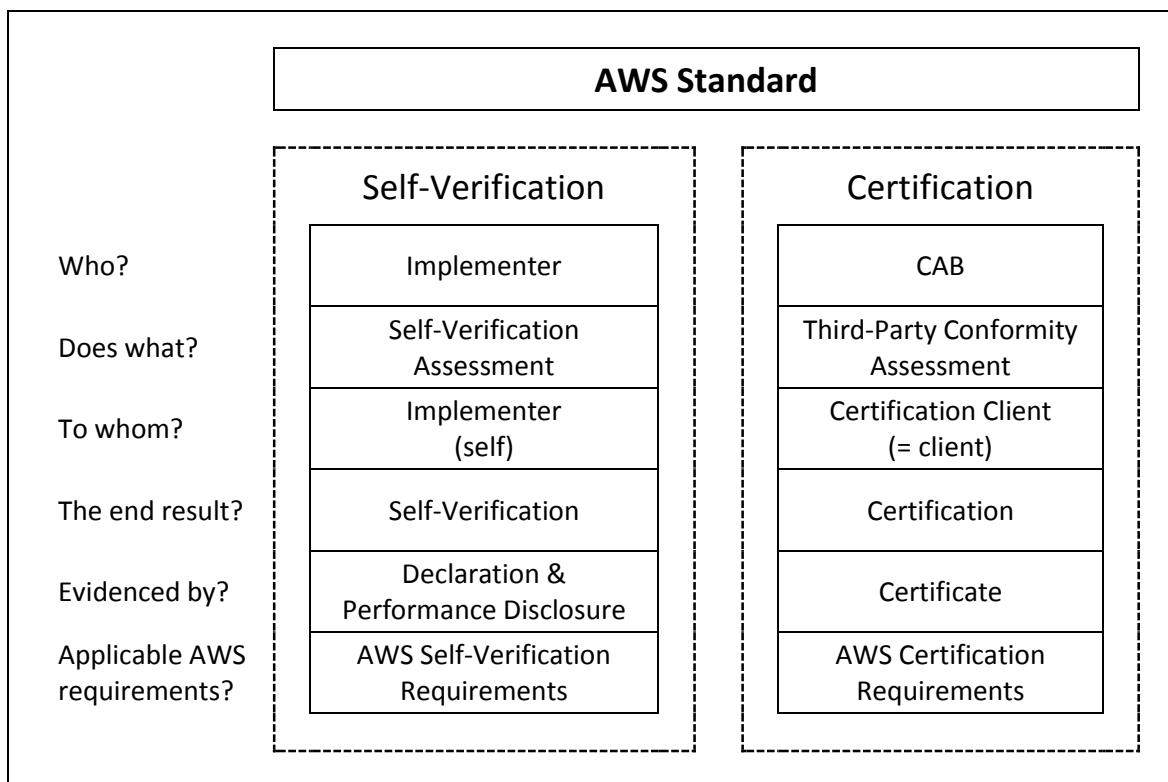 AWS Standard
Self-Verification
Certification
Who?
Implementer
CAB
Does what?
Self-Verification
Assessment
Third-Party Conformity
Assessment
To whom?
Implementer
(self)
Certification Client
(= client)
The end result?
Self-Verification
Certification
Evidenced by?
Declaration &
Performance Disclosure
Certificate
Applicable AWS
requirements?
AWS Self-Verification
Requirements
AWS Certification
Requirements